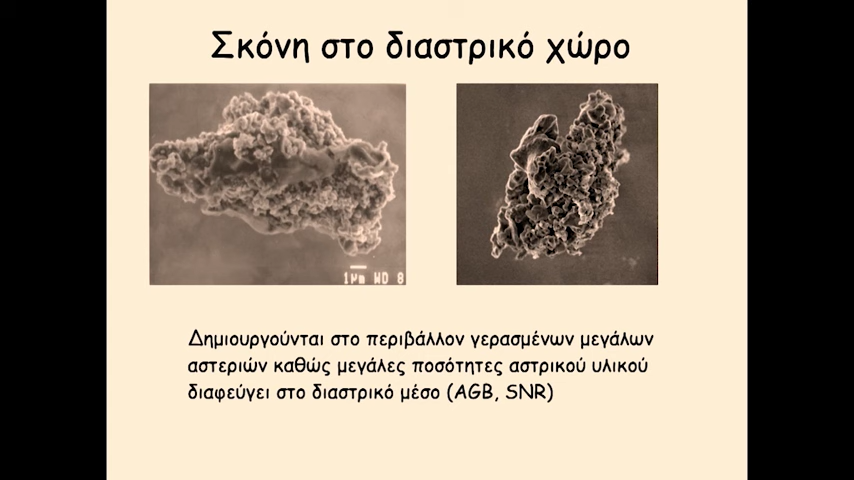 Σκόνη στο διαστρικό χώρο
1μm WD 8
Δημιουργούνται στο περιβάλλον γερασμένων μεγάλων
αστεριών καθώς μεγάλες ποσότητες αστρικού υλικού
διαφεύγει στο διαστρικό μέσο (AGB, SNR)